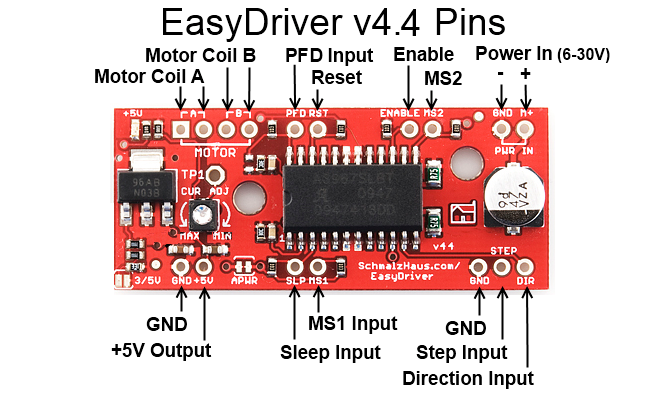 EasyDriver v4.4 Pins
Motor Coil B
PFD Input
Enable
Power In (6-30V)
Motor Coil A
Reset
MS2
- +
+5V
A
B
PFD RST
ENABLE MS2
GND M+
MOTOR
PWR IN
TP1
CUR ADJ
MAX MIN
A3967SLBT
0947
R75
v44
STEP
SchmalzHaus.com/
EasyDriver
3/5V
GND +5V
APWR
SLP MS1
GND
DIR
GND
MS1 Input
GND
+5V Output
Sleep Input
Step Input
Direction Input